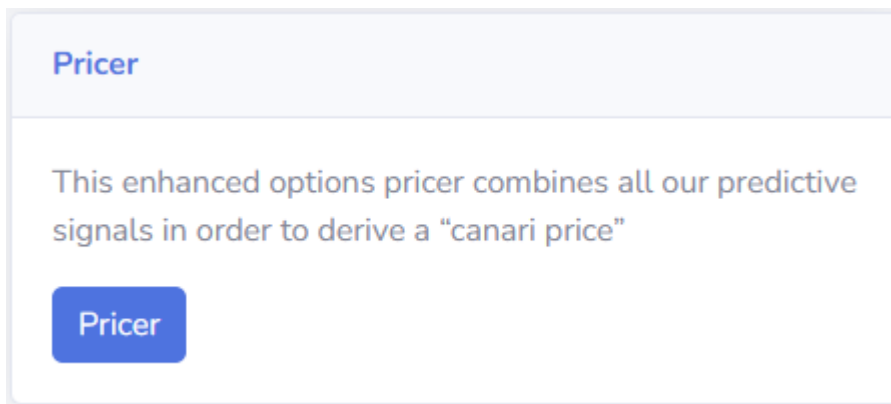 Pricer
This enhanced options pricer combines all our predictive
signals in order to derive a “canari price”
Pricer